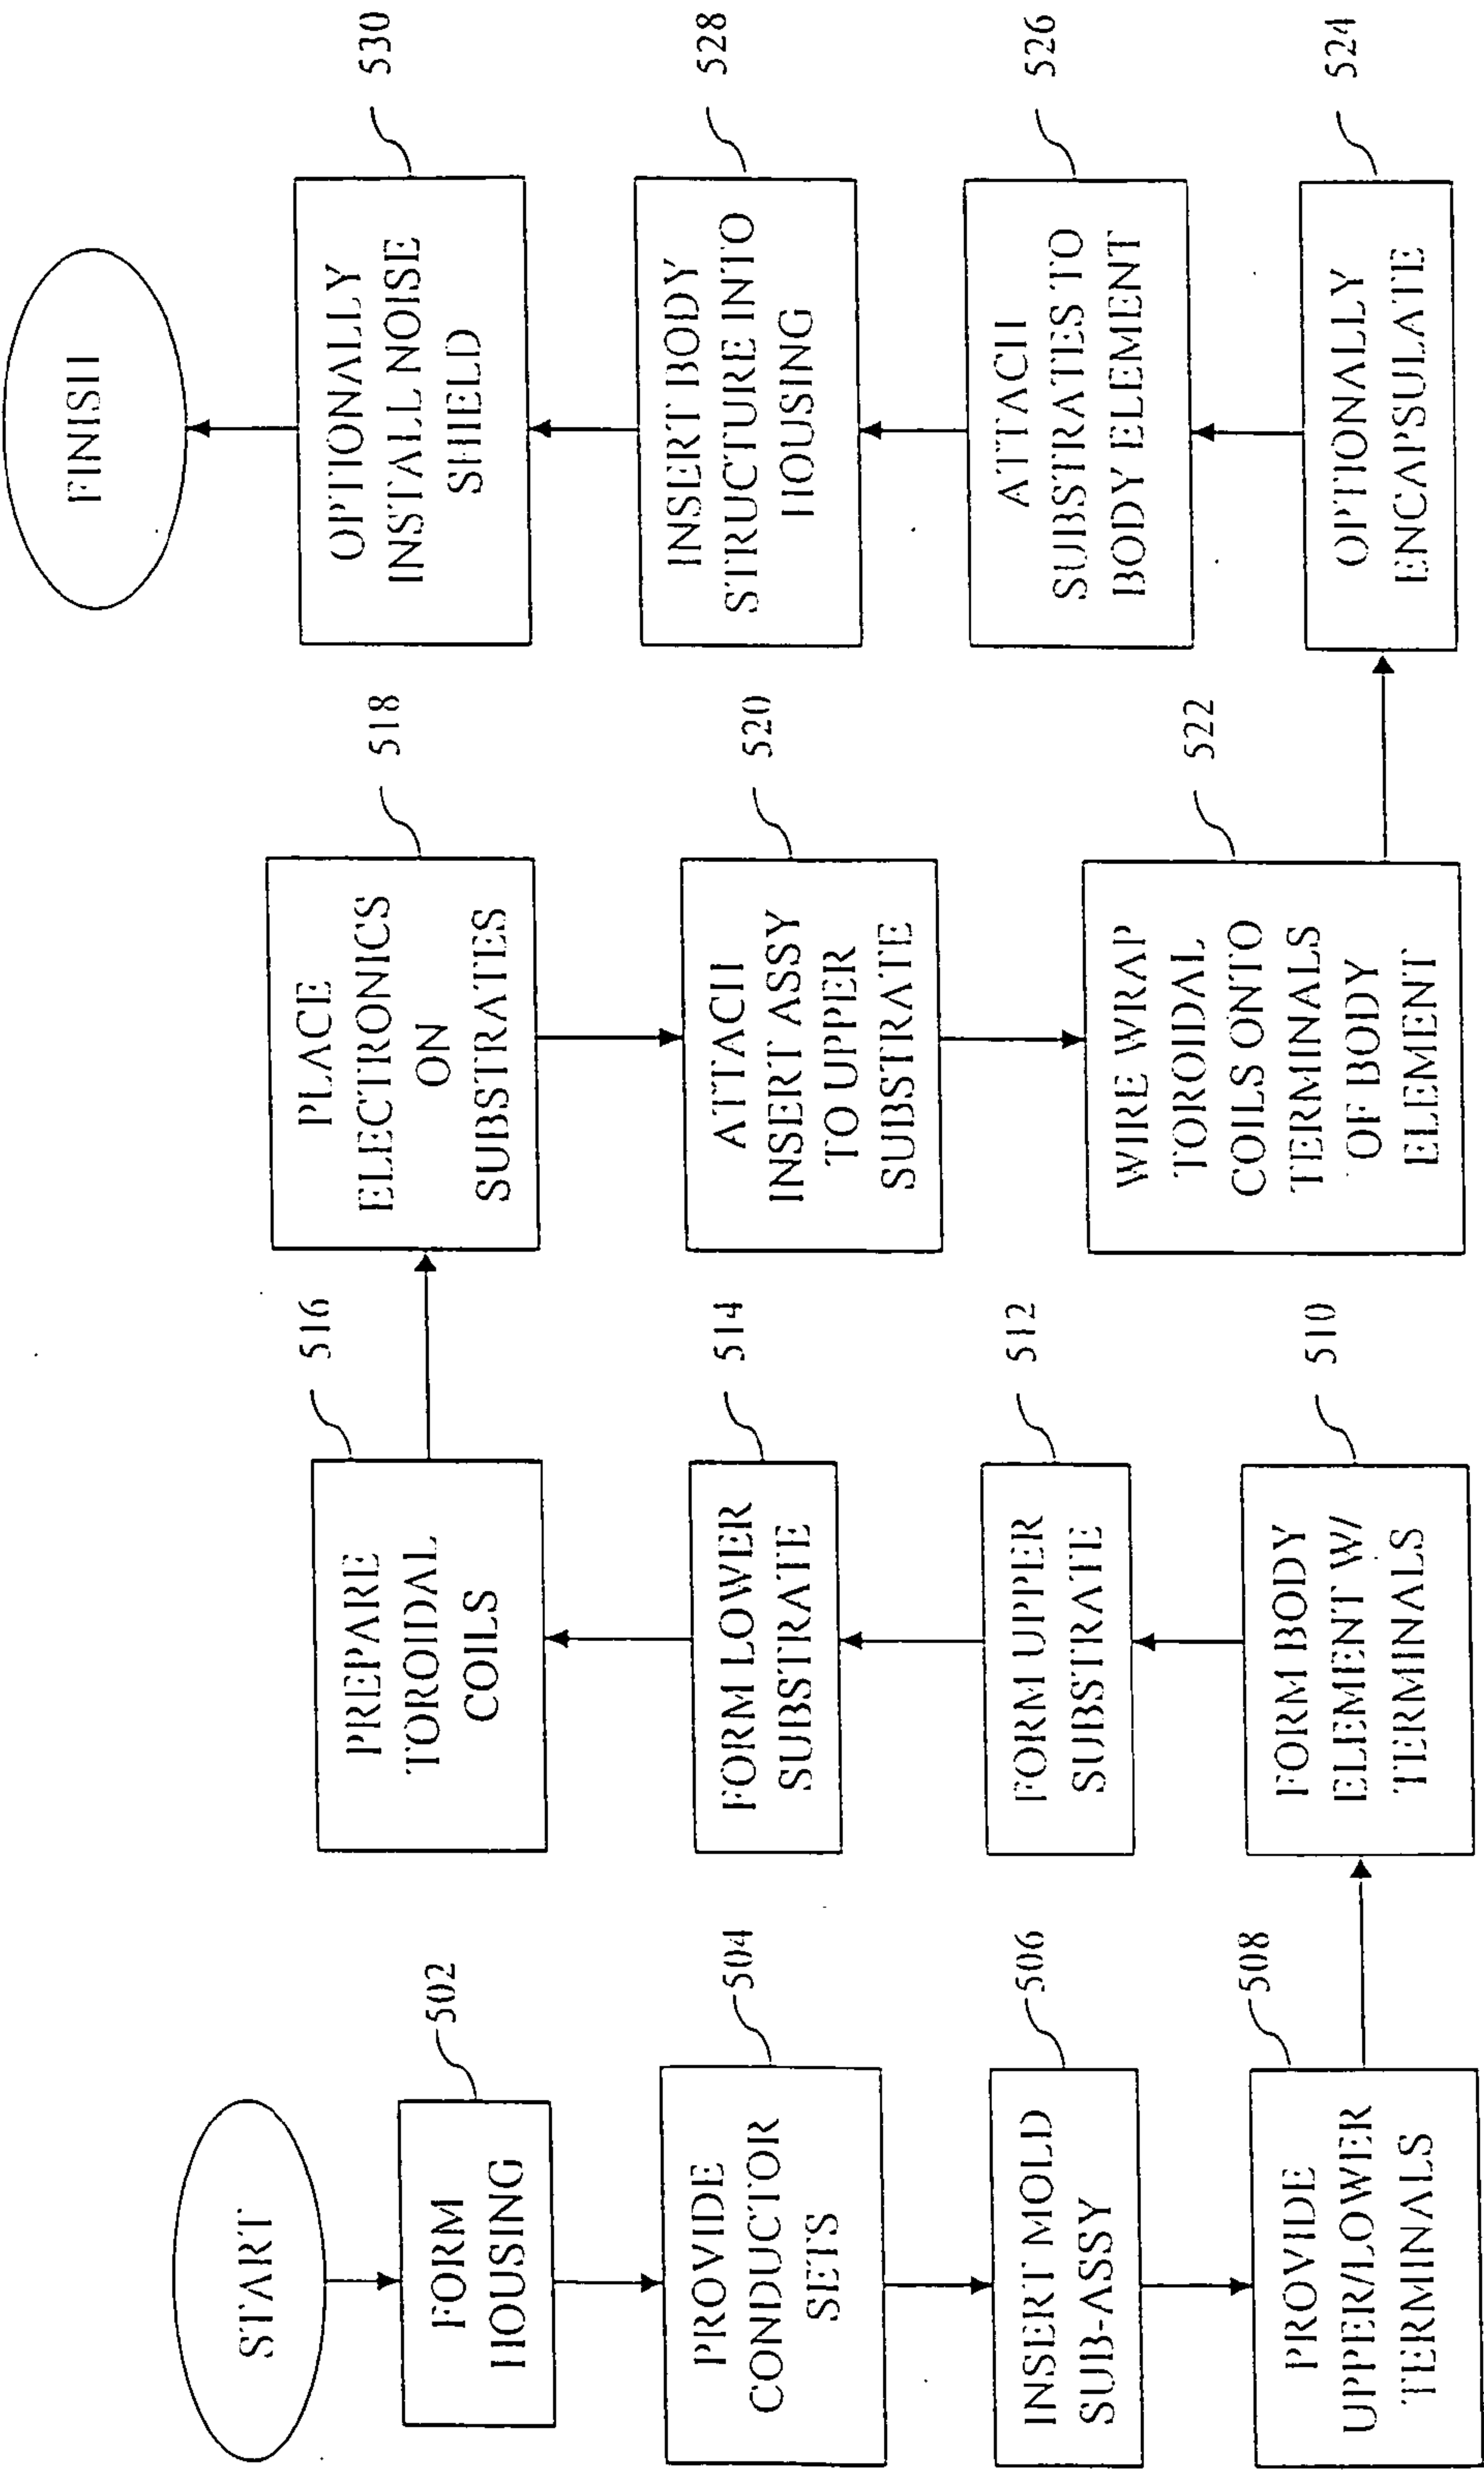 START
FORM
HOUSING
502
PROVIDE
CONDUCTOR
SETS
504
INSERT MOLD
SUB-ASSY
506
PROVIDE
UPPER/LOWER
TERMINALS
508
FORM BODY
ELEMENT W/
TERMINALS
510
FORM UPPER
SUBSTRATE
512
FORM LOWER
SUBSTRATE
514
PREPARE
TOROIDAL
COILS
516
PLACE
ELECTRONICS
ON
SUBSTRATES
518
ATTACH
INSERT ASSY
TO UPPER
SUBSTRATE
520
WIRE WRAP
TOROIDAL
COILS ONTO
TERMINALS
OF BODY
ELEMENT
522
OPTIONALLY
ENCAPSULATE
524
ATTACH
SUBSTRATES TO
BODY ELEMENT
526
INSERT BODY
STRUCTURE INTO
HOUSING
528
OPTIONALLY
INSTALL NOISE
SHIELD
530
FINISH